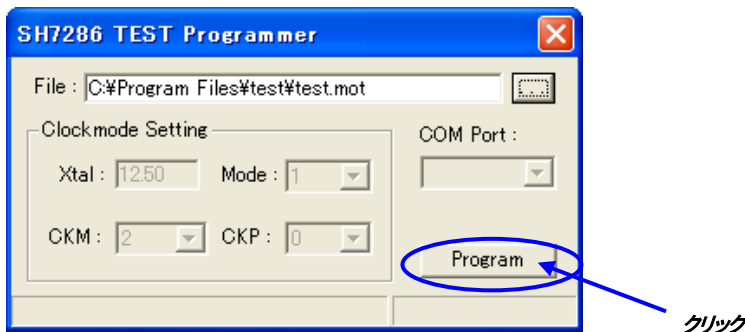 SH7286 TEST Programmer
File : C:¥Program Files¥test¥test.mot ...
Clockmode Setting
COM Port :
Xtal : 12.50 Mode : 1
CKM : 2 CKP : 0
Program
クリック